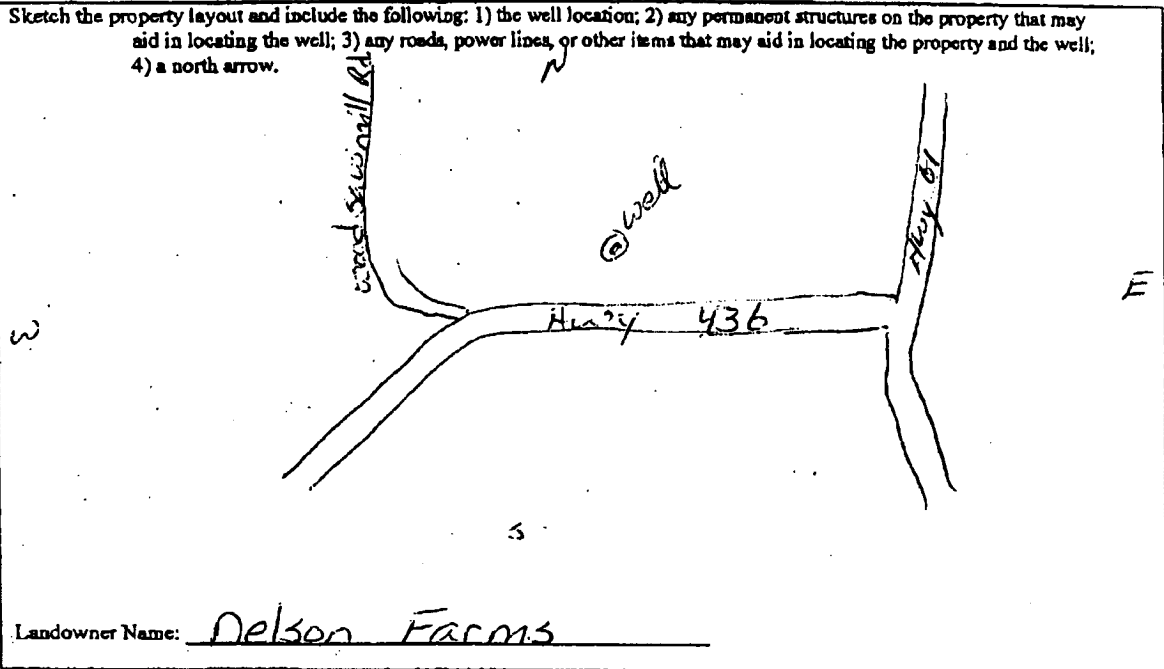 Sketch the property layout and include the following: 1) the well location; 2) any permanent structures on the property that may
aid in locating the well; 3) any roads, power lines, or other items that may aid in locating the property and the well;
4) a north arrow.
N
Wood Sawmill Rd
well
Hwy 61
E
W
Hwy 436
S
Landowner Name: Nelson Farms